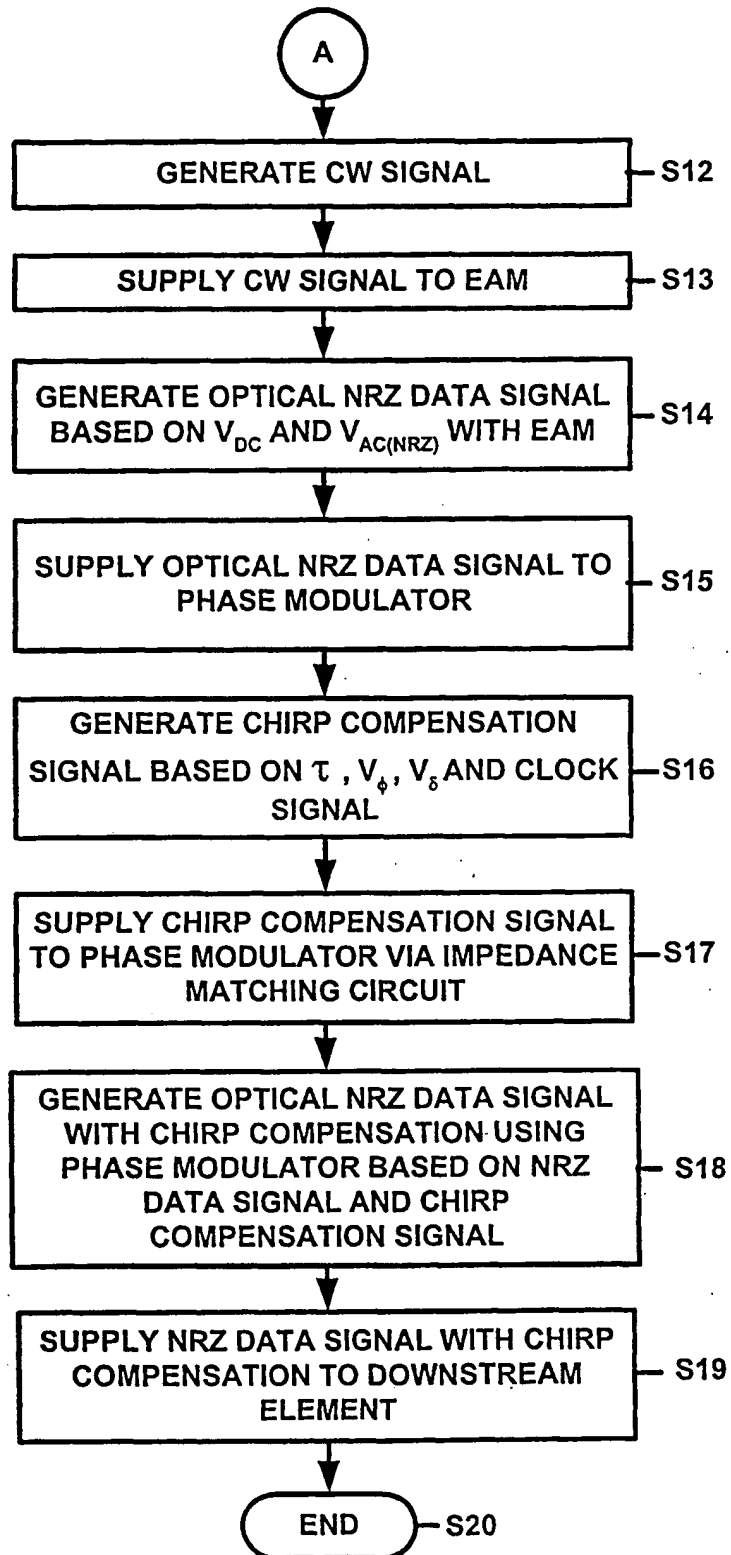 A
GENERATE CW SIGNAL
S12
SUPPLY CW SIGNAL TO EAM
S13
GENERATE OPTICAL NRZ DATA SIGNAL
BASED ON V_DC AND V_AC(NRZ) WITH EAM
S14
SUPPLY OPTICAL NRZ DATA SIGNAL TO
PHASE MODULATOR
S15
GENERATE CHIRP COMPENSATION
SIGNAL BASED ON τ , V_ϕ, V_δ AND CLOCK
SIGNAL
S16
SUPPLY CHIRP COMPENSATION SIGNAL
TO PHASE MODULATOR VIA IMPEDANCE
MATCHING CIRCUIT
S17
GENERATE OPTICAL NRZ DATA SIGNAL
WITH CHIRP COMPENSATION USING
PHASE MODULATOR BASED ON NRZ
DATA SIGNAL AND CHIRP
COMPENSATION SIGNAL
S18
SUPPLY NRZ DATA SIGNAL WITH CHIRP
COMPENSATION TO DOWNSTREAM
ELEMENT
S19
END
S20